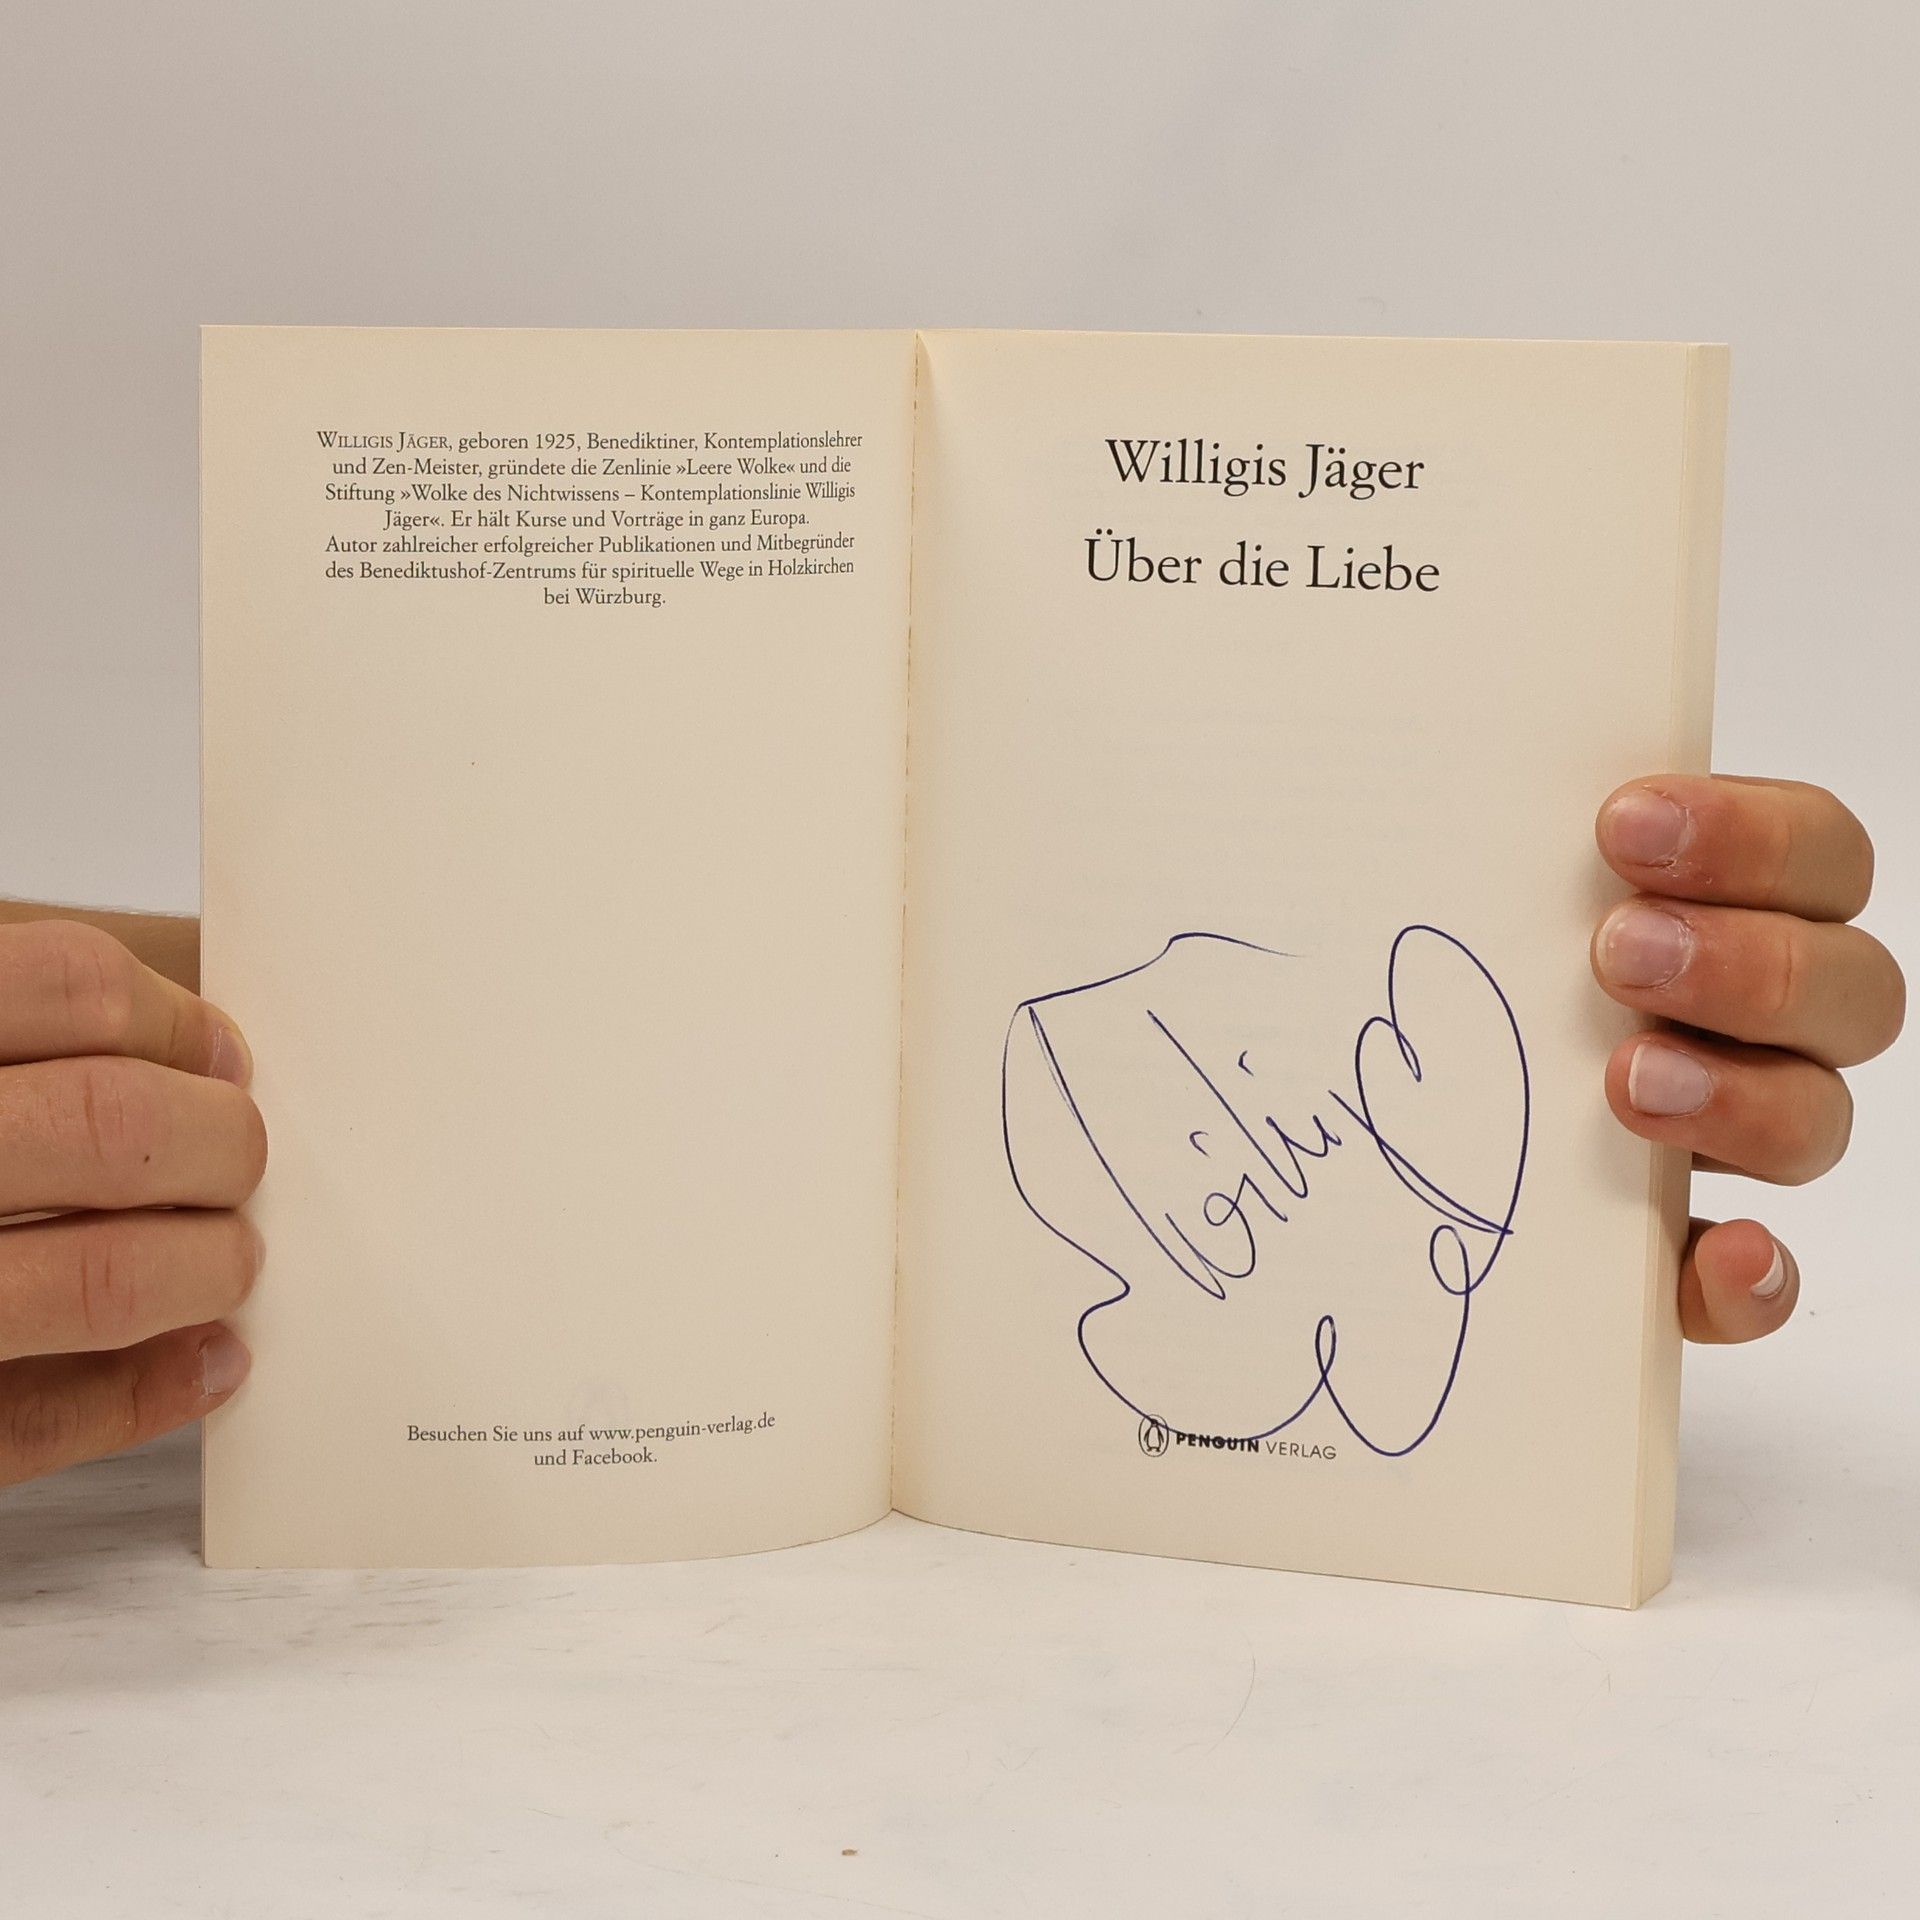 WILLIGIS JÄGER, geboren 1925, Benediktiner, Kontemplationslehrer
und Zen-Meister, gründete die Zenlinie »Leere Wolke« und die
Stiftung »Wolke des Nichtwissens – Kontemplationslinie Willigis
Jäger«. Er hält Kurse und Vorträge in ganz Europa.
Autor zahlreicher erfolgreicher Publikationen und Mitbegründer
des Benediktushof-Zentrums für spirituelle Wege in Holzkirchen
bei Würzburg.
Besuchen Sie uns auf www.penguin-verlag.de
und Facebook.
Willigis Jäger
Über die Liebe
PENGUIN VERLAG